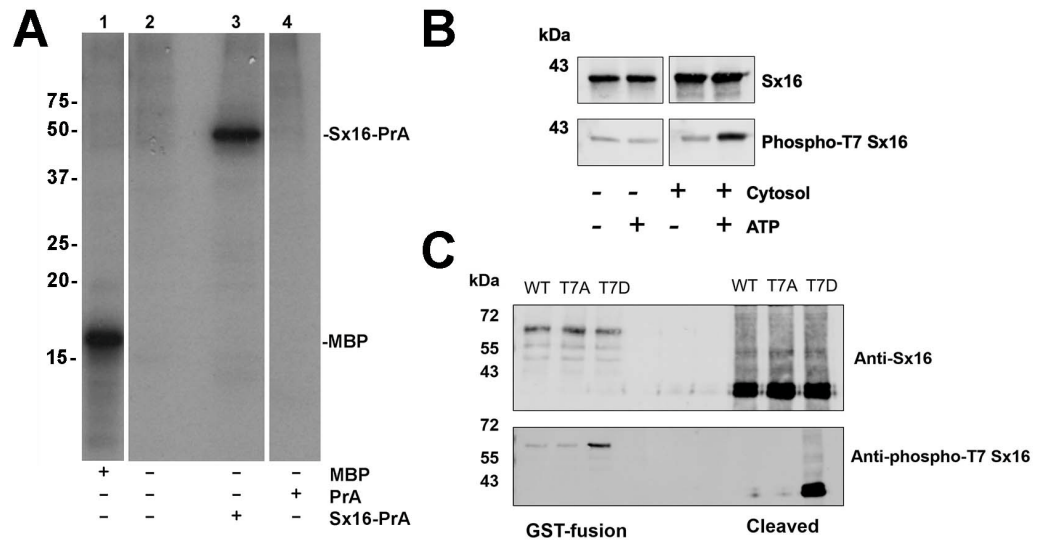 A
1 2 3 4
75-
50-
37-
25-
20-
15-
-Sx16-PrA
-MBP
+ - - - MBP
- - - + PrA
- - + - Sx16-PrA
B
kDa
43
Sx16
43
Phospho-T7 Sx16
- - + + Cytosol
- + - + ATP
C
kDa
WT T7A T7D WT T7A T7D
72
55
43
Anti-Sx16
72
55
43
Anti-phospho-T7 Sx16
GST-fusion Cleaved